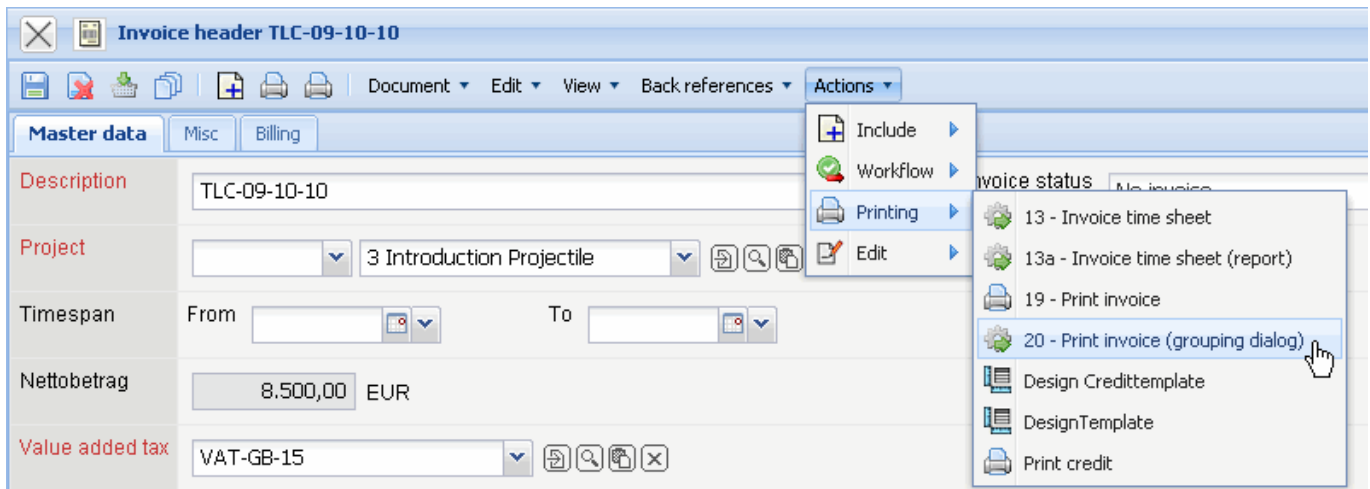 Invoice header TLC-09-10-10
Document Edit View Back references Actions
Master data Misc Billing
Include
Workflow
Printing
Edit
13 - Invoice time sheet
13a - Invoice time sheet (report)
19 - Print invoice
20 - Print invoice (grouping dialog)
Design Credittemplate
DesignTemplate
Print credit
Description TLC-09-10-10 nvoice status No invoice
Project 3 Introduction Projectile
Timespan From To
Nettobetrag 8.500,00 EUR
Value added tax VAT-GB-15